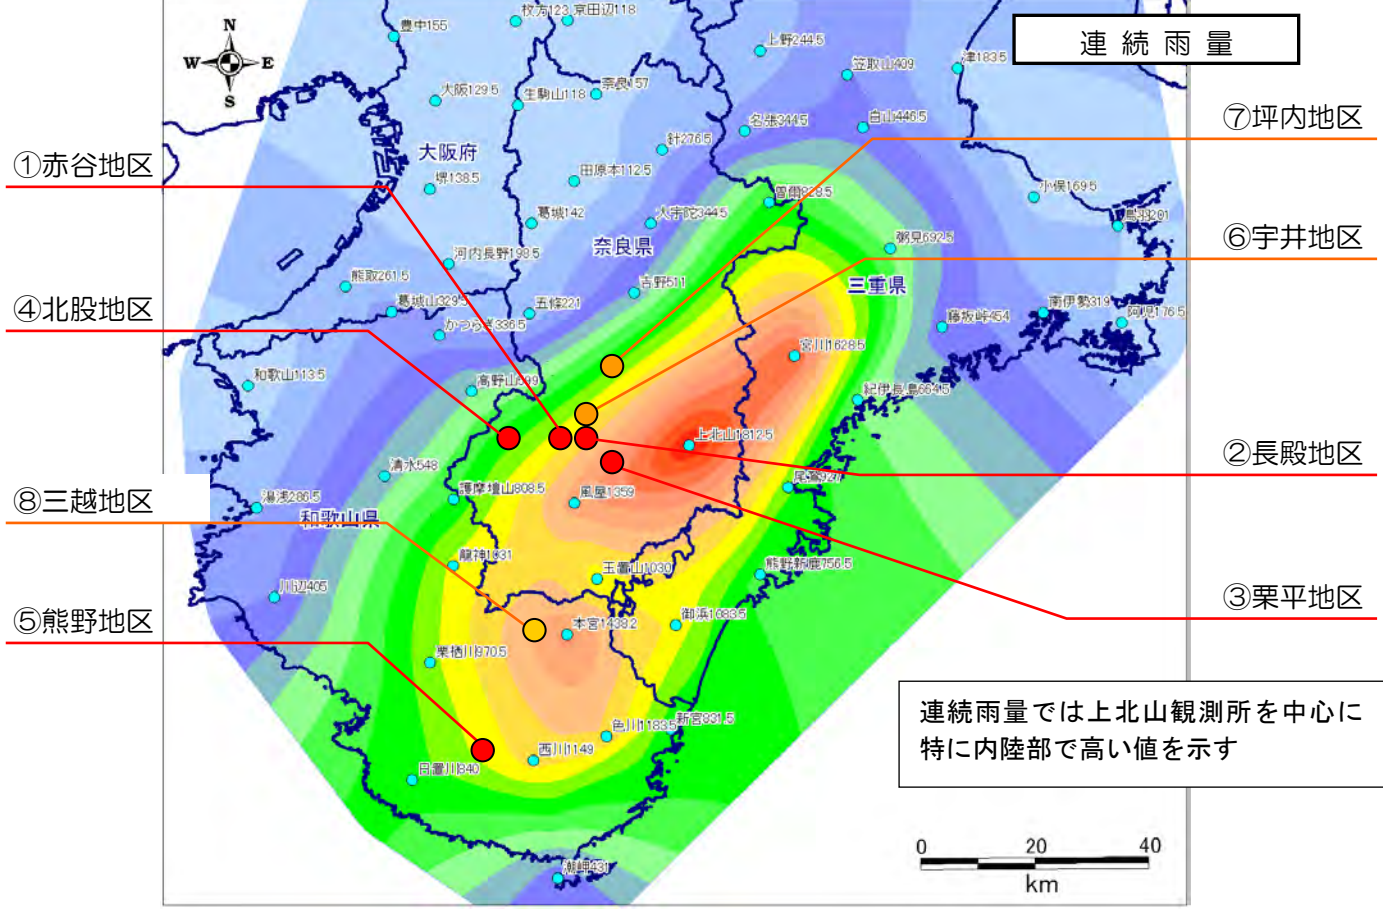 連続雨量
N
W
E
S
豊中155
枚方123
京田辺118
上野244.5
笠取山409
津183.5
大阪129.5
生駒山118
奈良157
名張344.5
白山446.5
⑦坪内地区
①赤谷地区
大阪府
針276.5
堺138.5
田原本112.5
曽爾828.5
小俣169.5
葛城142
大宇陀344.5
鳥羽201
奈良県
粥見692.5
⑥宇井地区
河内長野198.5
熊取261.5
吉野511
三重県
④北股地区
葛城山329.5
五條221
南伊勢319
阿児176.5
かつらぎ336.5
藤坂峠454
宮川1628.5
和歌山113.5
高野山599
紀伊長島664.5
上北山1812.5
②長殿地区
清水548
湯浅286.5
護摩壇山808.5
風屋1359
⑧三越地区
和歌山県
龍神1031
玉置山1030
熊野新鹿756.5
川辺405
③栗平地区
⑤熊野地区
本宮1438.2
御浜1083.5
栗栖川970.5
色川1183.5
新宮831.5
連続雨量では上北山観測所を中心に
特に内陸部で高い値を示す
西川1149
日置川840
潮岬431
0 20 40
km